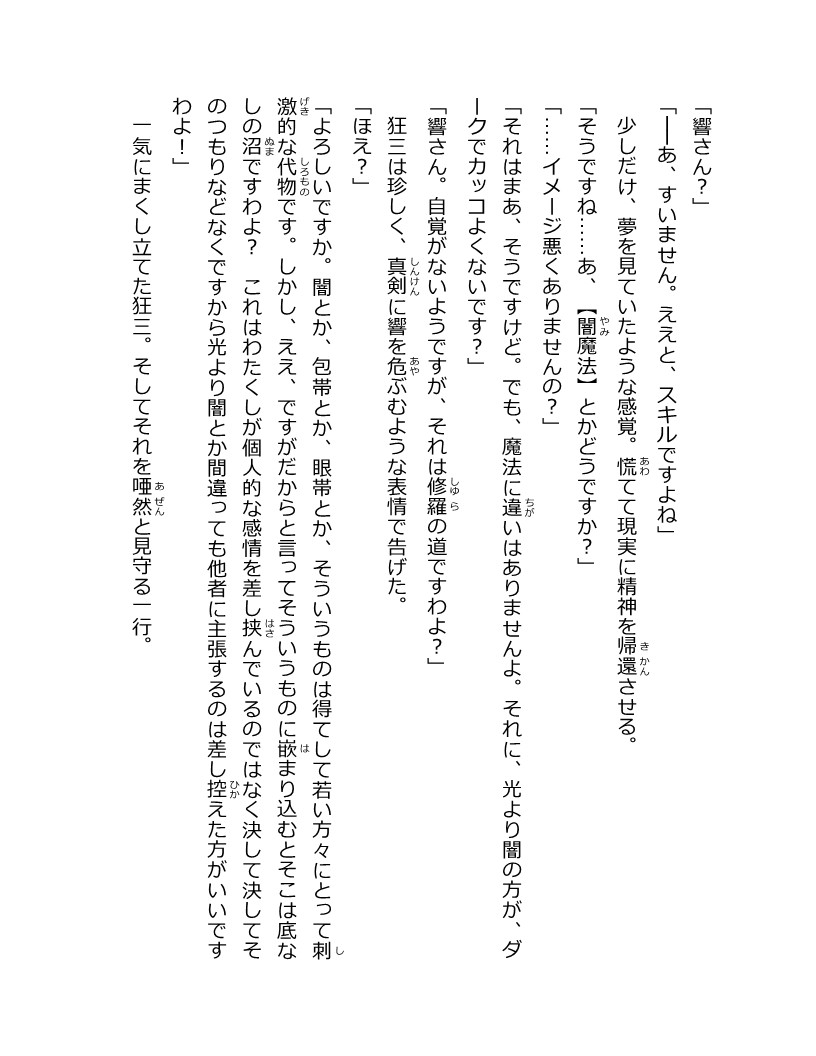 「響さん？」
「――あ、すいません。ええと、スキルですよね」
　少しだけ、夢を見ていたような感覚。慌てて現実に精神を帰還させる。
「そうですね……あ、【闇魔法】とかどうですか？」
「……イメージ悪くありませんの？」
「それはまあ、そうですけど。でも、魔法に違いはありませんよ。それに、光より闇の方が、ダ
ークでカッコよくないです？」
「響さん。自覚がないようですが、それは修羅の道ですわよ？」
　狂三は珍しく、真剣に響を危ぶむような表情で告げた。
「ほえ？」
「よろしいですか。闇とか、包帯とか、眼帯とか、そういうものは得てして若い方々にとって刺
激的な代物です。しかし、ええ、ですがだからと言ってそういうものに嵌まり込むとそこは底な
しの沼ですわよ？　これはわたくしが個人的な感情を差し挟んでいるのではなく決して決してそ
のつもりなどなくですから光より闇とか間違っても他者に主張するのは差し控えた方がいいです
わよ！」
　一気にまくし立てた狂三。そしてそれを唖然と見守る一行。